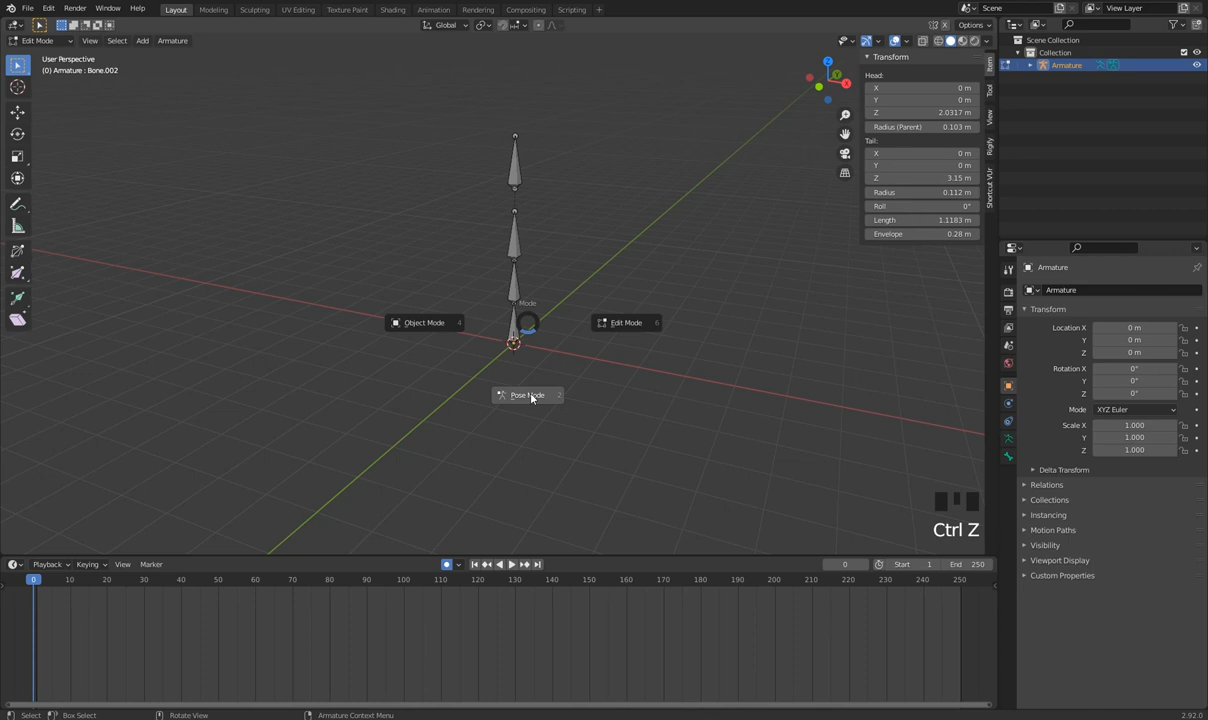 File Edit Render Window Help Layout Modeling Sculpting UV Editing Texture Paint Shading Animation Rendering Compositing Scripting + Scene View Layer
Global Options
Edit Mode View Select Add Armature
User Perspective
(0) Armature : Bone.002
Z
Y
X
Transform
Head:
X 0 m
Y 0 m
Z 2.0317 m
Radius (Parent) 0.103 m
Tail:
X 0 m
Y 0 m
Z 3.15 m
Radius 0.112 m
Roll 0°
Length 1.1183 m
Envelope 0.28 m
Item
Tool
View
Rigify
Shortcut VUr
Scene Collection
Collection
Armature
Mode
Object Mode 4
Edit Mode 6
Pose Mode 2
Ctrl Z
Armature
Armature
Transform
Location X 0 m
Y 0 m
Z 0 m
Rotation X 0°
Y 0°
Z 0°
Mode XYZ Euler
Scale X 1.000
Y 1.000
Z 1.000
Delta Transform
Relations
Collections
Instancing
Motion Paths
Visibility
Viewport Display
Custom Properties
Playback Keying View Marker 0 Start 1 End 250
0 10 20 30 40 50 60 70 80 90 100 110 120 130 140 150 160 170 180 190 200 210 220 230 240 250
Select Box Select Rotate View Armature Context Menu 2.92.0